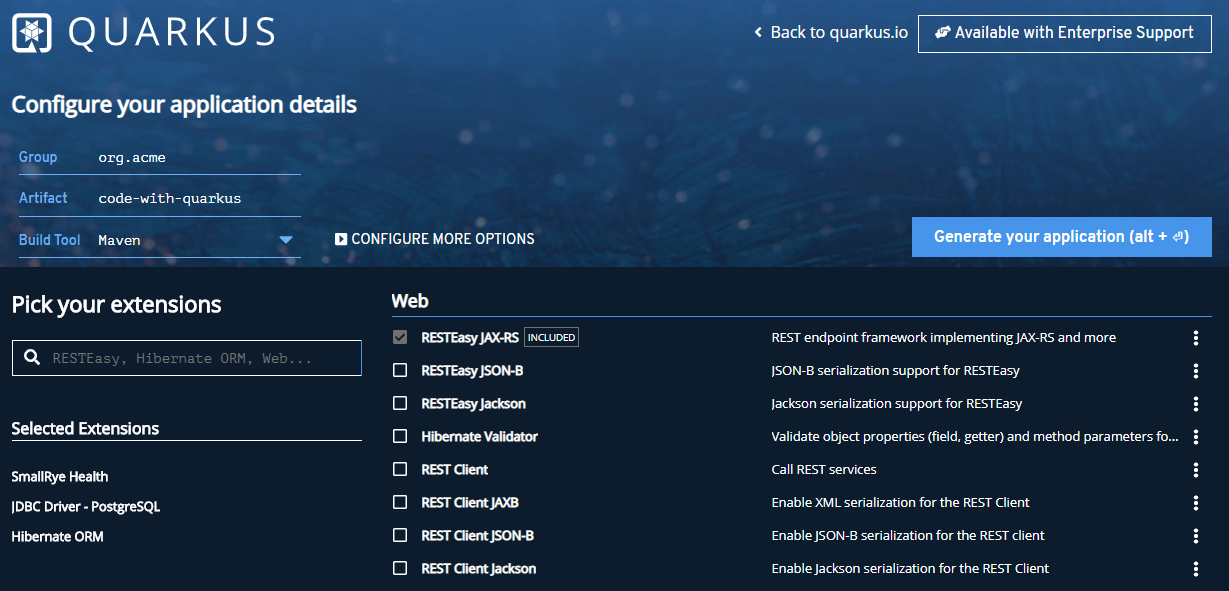 QUARKUS
Back to quarkus.io
Available with Enterprise Support
Configure your application details
Group org.acme
Artifact code-with-quarkus
Build Tool Maven
CONFIGURE MORE OPTIONS
Generate your application (alt + ⏎)
Pick your extensions
RESTEasy, Hibernate ORM, Web...
Selected Extensions
SmallRye Health
JDBC Driver - PostgreSQL
Hibernate ORM
Web
RESTEasy JAX-RS INCLUDED REST endpoint framework implementing JAX-RS and more
RESTEasy JSON-B JSON-B serialization support for RESTEasy
RESTEasy Jackson Jackson serialization support for RESTEasy
Hibernate Validator Validate object properties (field, getter) and method parameters fo...
REST Client Call REST services
REST Client JAXB Enable XML serialization for the REST Client
REST Client JSON-B Enable JSON-B serialization for the REST client
REST Client Jackson Enable Jackson serialization for the REST Client